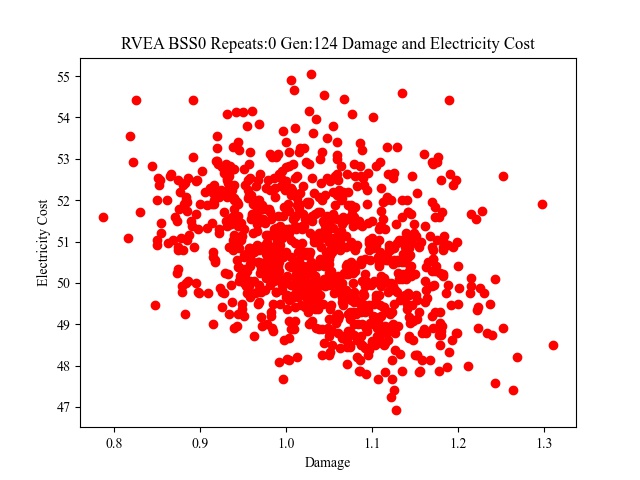 RVEA BSS0 Repeats:0 Gen:124 Damage and Electricity Cost
55
54
53
52
51
50
49
48
47
Electricity Cost
0.8 0.9 1.0 1.1 1.2 1.3
Damage